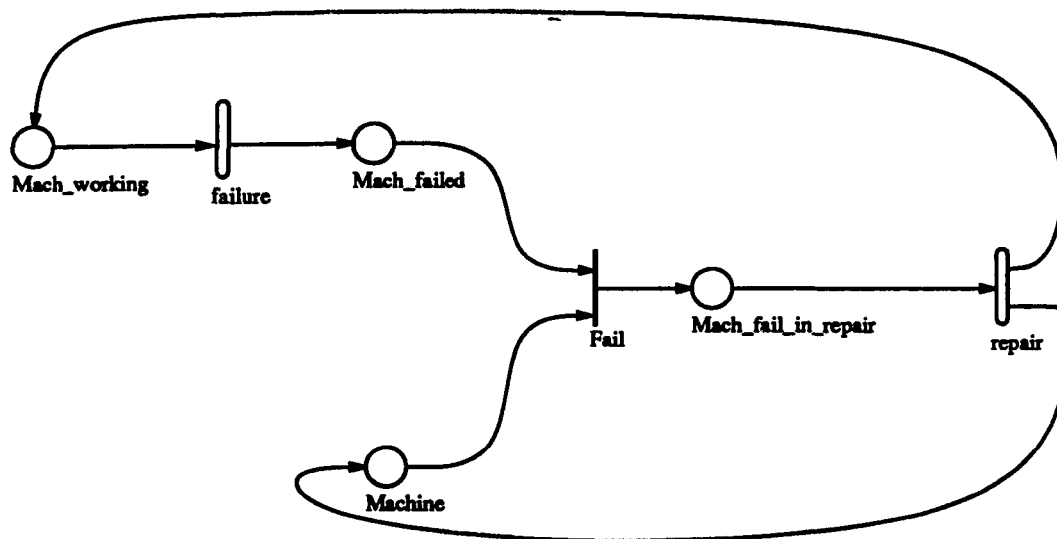 Mach_working
failure
Mach_failed
Fail
Mach_fail_in_repair
repair
Machine